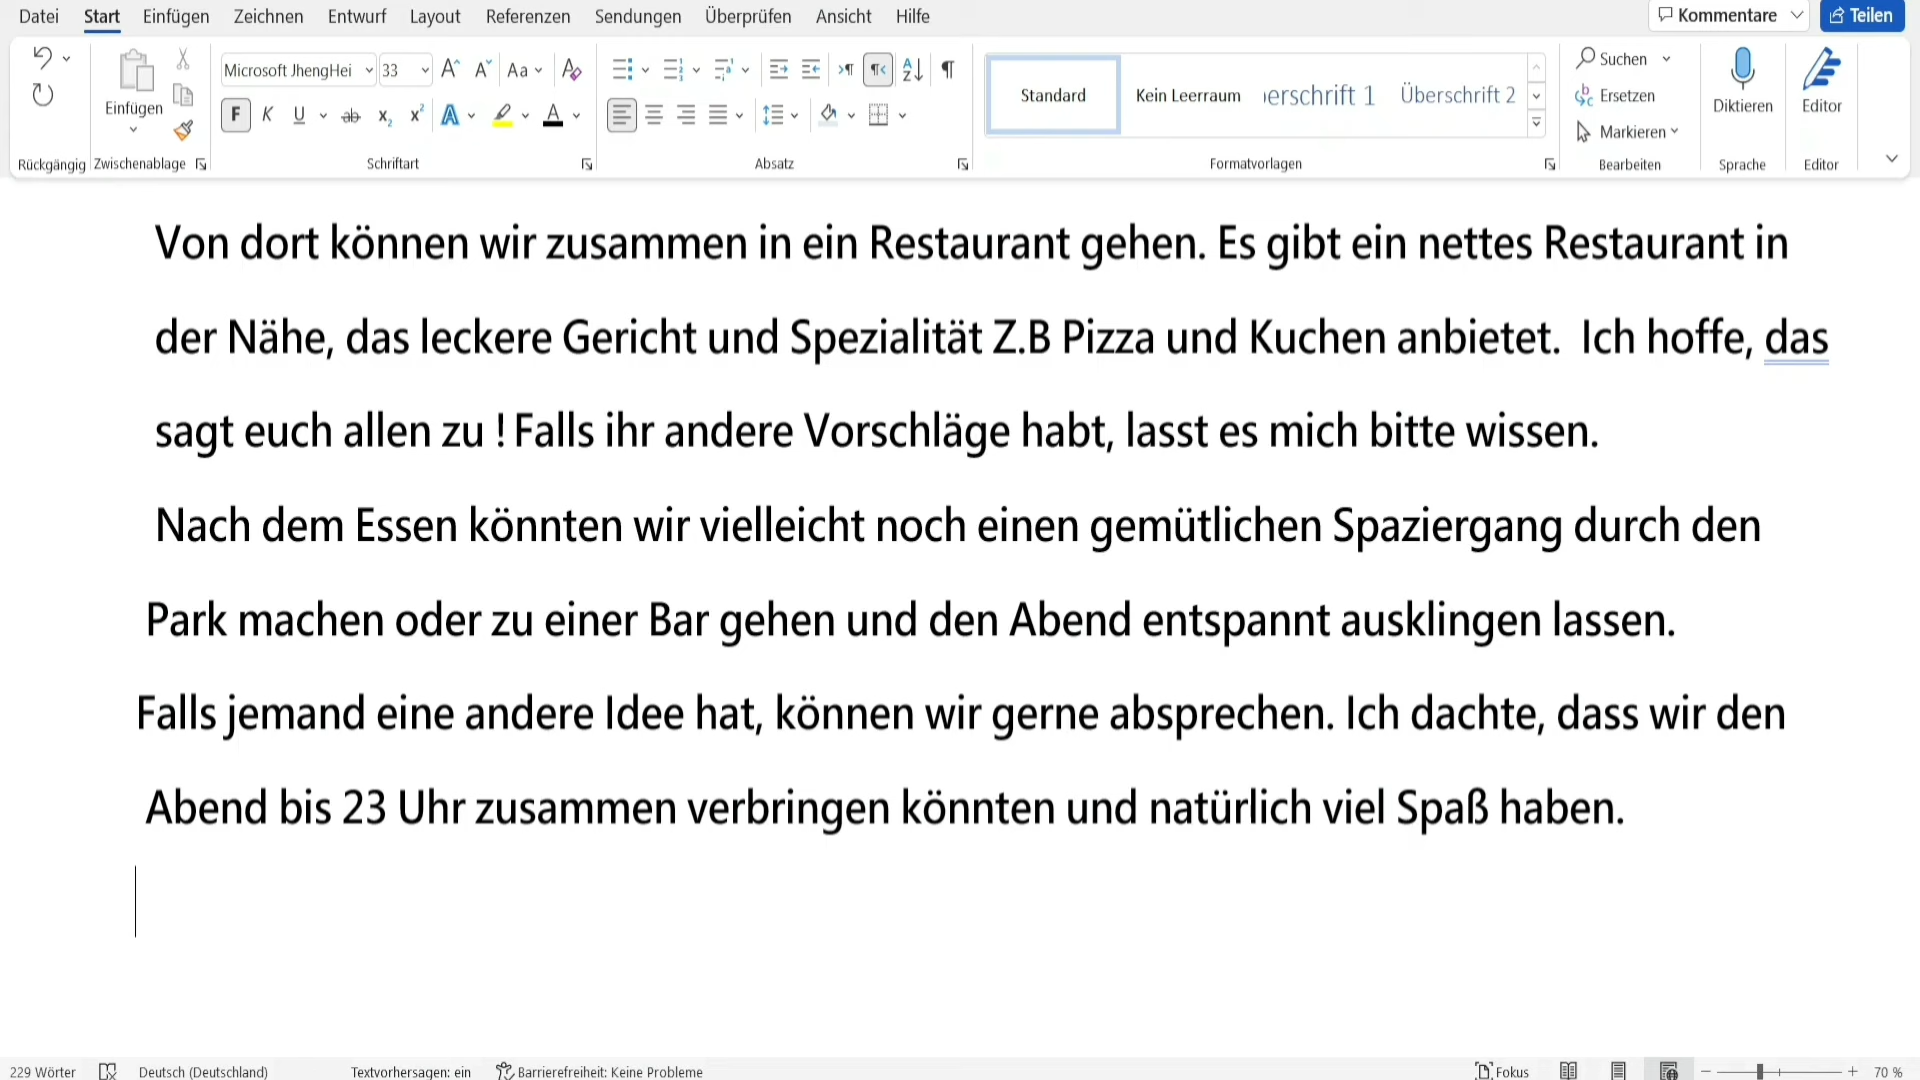 Datei Start Einfügen Zeichnen Entwurf Layout Referenzen Sendungen Überprüfen Ansicht Hilfe Kommentare Teilen
Microsoft JhengHei 33 Aa Suchen
Einfügen Standard Kein Leerraum erschrift 1 Überschrift 2 Ersetzen Diktieren Editor
F K U ab x₂ x² A A Markieren
Rückgängig Zwischenablage Schriftart Absatz Formatvorlagen Bearbeiten Sprache Editor
Von dort können wir zusammen in ein Restaurant gehen. Es gibt ein nettes Restaurant in
der Nähe, das leckere Gericht und Spezialität Z.B Pizza und Kuchen anbietet.  Ich hoffe, das
sagt euch allen zu ! Falls ihr andere Vorschläge habt, lasst es mich bitte wissen.
Nach dem Essen könnten wir vielleicht noch einen gemütlichen Spaziergang durch den
Park machen oder zu einer Bar gehen und den Abend entspannt ausklingen lassen.
Falls jemand eine andere Idee hat, können wir gerne absprechen. Ich dachte, dass wir den
Abend bis 23 Uhr zusammen verbringen könnten und natürlich viel Spaß haben.
229 Wörter Deutsch (Deutschland) Textvorhersagen: ein Barrierefreiheit: Keine Probleme Fokus 70 %